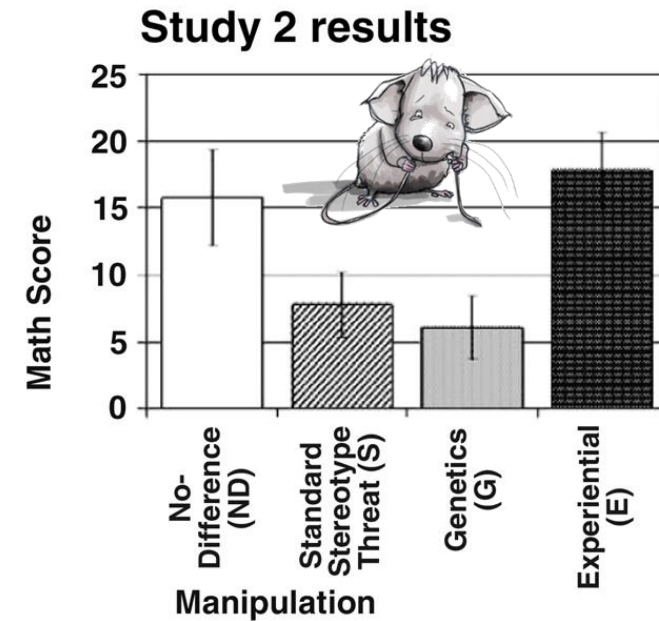 Study 2 results
25
20
15
10
5
0
Math Score
No-
Difference
(ND)
Standard
Stereotype
Threat (S)
Genetics
(G)
Experiential
(E)
Manipulation